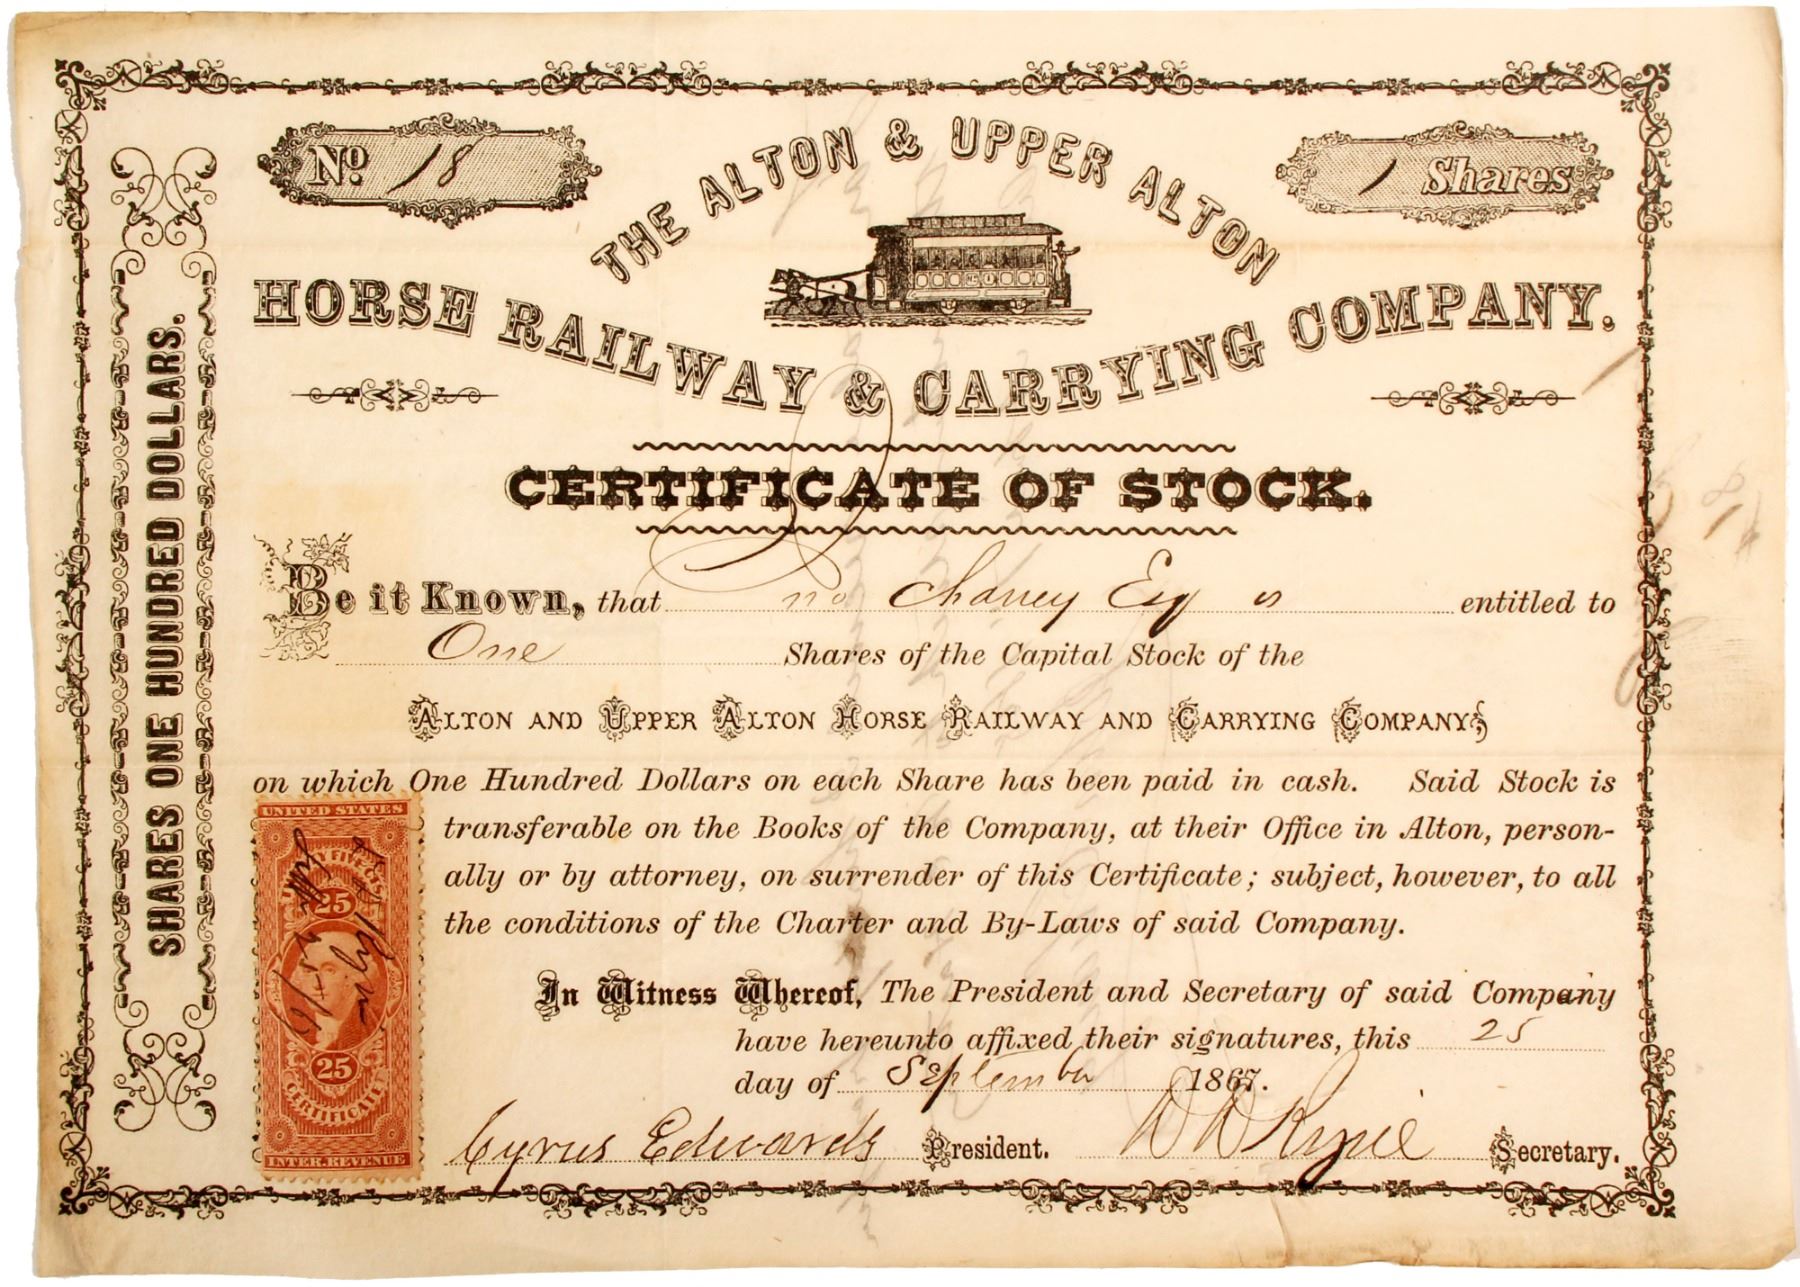 No. 18
1 Shares
THE ALTON & UPPER ALTON
HORSE RAILWAY & CARRYING COMPANY.
CERTIFICATE OF STOCK.
SHARES ONE HUNDRED DOLLARS.
Be it Known, that Jno Chaney Esq is entitled to
One Shares of the Capital Stock of the
ALTON AND UPPER ALTON HORSE RAILWAY AND CARRYING COMPANY,
on which One Hundred Dollars on each Share has been paid in cash. Said Stock is
transferable on the Books of the Company, at their Office in Alton, person-
ally or by attorney, on surrender of this Certificate; subject, however, to all
the conditions of the Charter and By-Laws of said Company.
In Witness Whereof, The President and Secretary of said Company
have hereunto affixed their signatures, this 25
day of September 1867.
Cyrus Edwards President. D D Ryrie Secretary.
UNITED STATES
25
25
CERTIFICATE
INTER. REVENUE